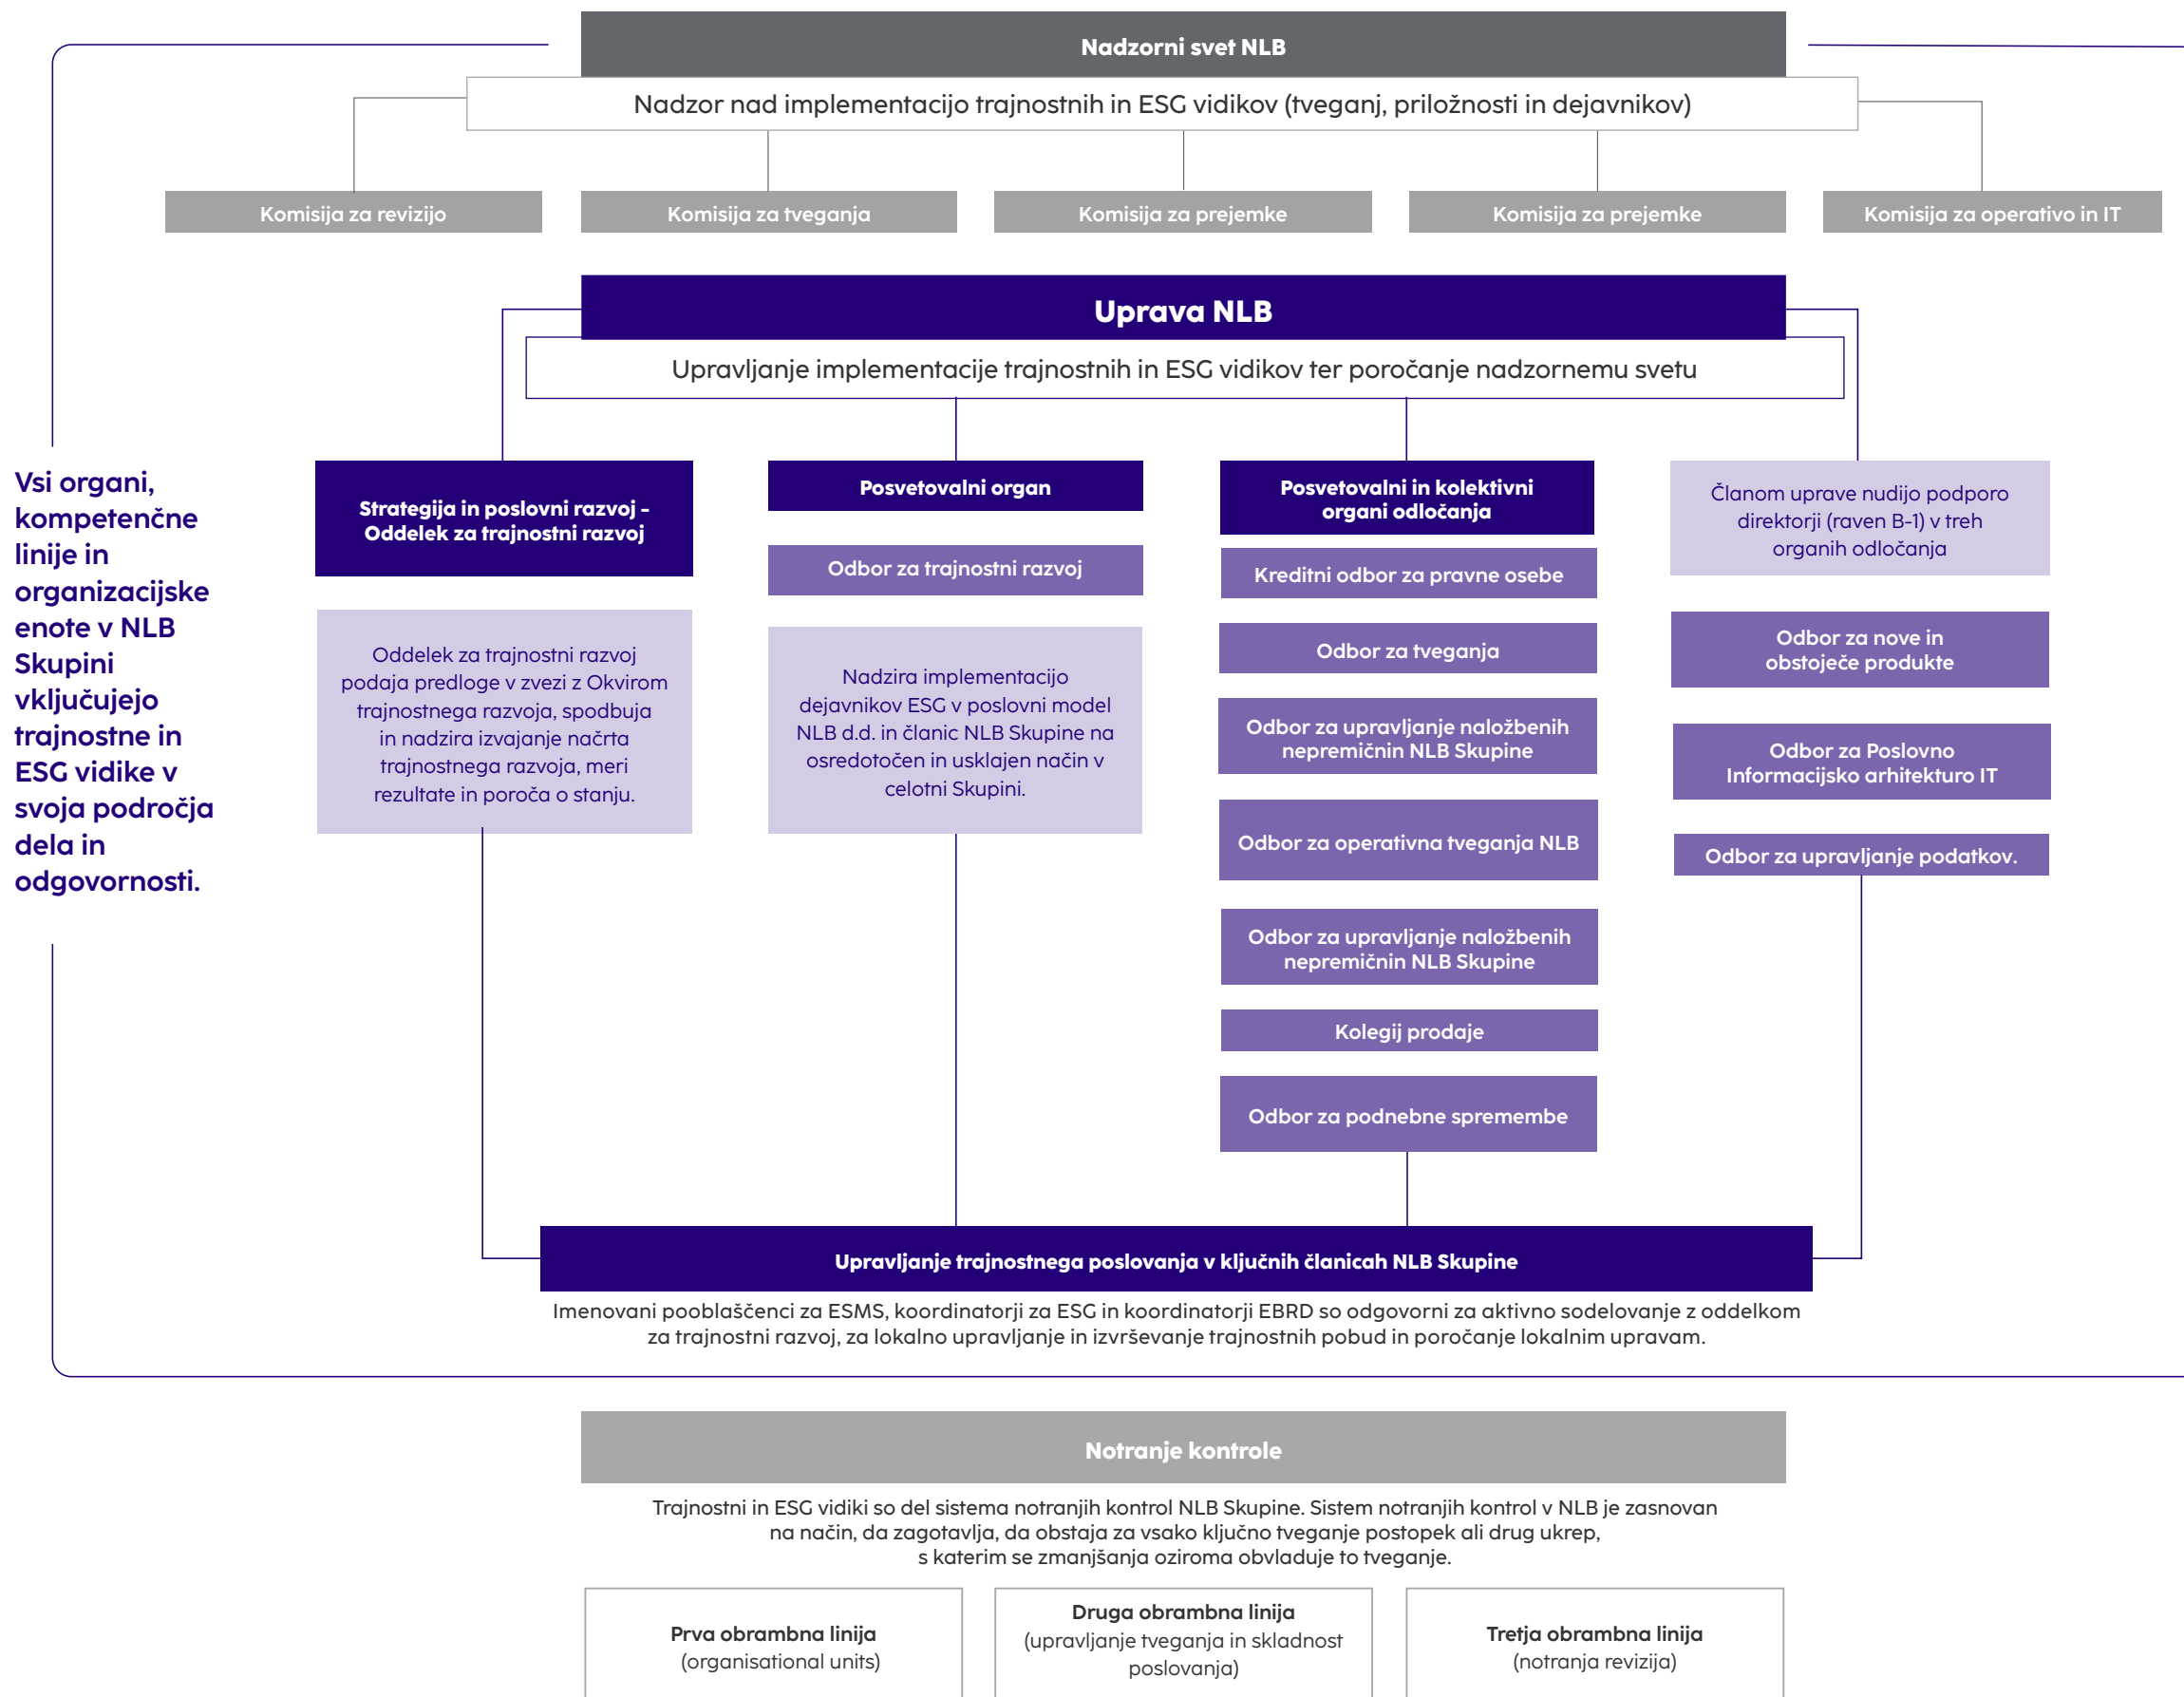 Nadzorni svet NLB
Nadzor nad implementacijo trajnostnih in ESG vidikov (tveganj, priložnosti in dejavnikov)
Komisija za revizijo
Komisija za tveganja
Komisija za prejemke
Komisija za prejemke
Komisija za operativo in IT
Uprava NLB
Upravljanje implementacije trajnostnih in ESG vidikov ter poročanje nadzornemu svetu
Vsi organi,
kompetenčne
linije in
organizacijske
enote v NLB
Skupini
vključujejo
trajnostne in
ESG vidike v
svoja področja
dela in
odgovornosti.
Strategija in poslovni razvoj -
Oddelek za trajnostni razvoj
Oddelek za trajnostni razvoj
podaja predloge v zvezi z Okvirom
trajnostnega razvoja, spodbuja
in nadzira izvajanje načrta
trajnostnega razvoja, meri
rezultate in poroča o stanju.
Posvetovalni organ
Odbor za trajnostni razvoj
Nadzira implementacijo
dejavnikov ESG v poslovni model
NLB d.d. in članic NLB Skupine na
osredotočen in usklajen način v
celotni Skupini.
Posvetovalni in kolektivni
organi odločanja
Kreditni odbor za pravne osebe
Odbor za tveganja
Odbor za upravljanje naložbenih
nepremičnin NLB Skupine
Odbor za operativna tveganja NLB
Odbor za upravljanje naložbenih
nepremičnin NLB Skupine
Kolegij prodaje
Odbor za podnebne spremembe
Članom uprave nudijo podporo
direktorji (raven B-1) v treh
organih odločanja
Odbor za nove in
obstoječe produkte
Odbor za Poslovno
Informacijsko arhitekturo IT
Odbor za upravljanje podatkov.
Upravljanje trajnostnega poslovanja v ključnih članicah NLB Skupine
Imenovani pooblaščenci za ESMS, koordinatorji za ESG in koordinatorji EBRD so odgovorni za aktivno sodelovanje z oddelkom
za trajnostni razvoj, za lokalno upravljanje in izvrševanje trajnostnih pobud in poročanje lokalnim upravam.
Notranje kontrole
Trajnostni in ESG vidiki so del sistema notranjih kontrol NLB Skupine. Sistem notranjih kontrol v NLB je zasnovan
na način, da zagotavlja, da obstaja za vsako ključno tveganje postopek ali drug ukrep,
s katerim se zmanjšanja oziroma obvladuje to tveganje.
Prva obrambna linija
(organisational units)
Druga obrambna linija
(upravljanje tveganja in skladnost
poslovanja)
Tretja obrambna linija
(notranja revizija)